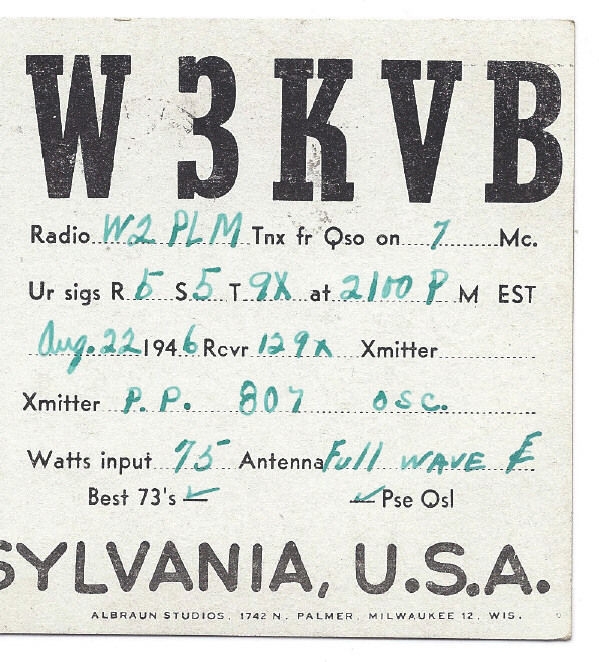 W3KVB
Radio W2 PLM Tnx fr Qso on 7 Mc.
Ur sigs R 5 S 5 T 9X at 2100 P M EST
Aug. 22 1946 Rcvr 129x Xmitter
Xmitter P. P. 807 osc.
Watts input 75 Antenna Full WAVE
Best 73's — ✓ ✓ — Pse Qsl
SYLVANIA, U.S.A.
ALBRAUN STUDIOS, 1742 N. PALMER, MILWAUKEE 12, WIS.